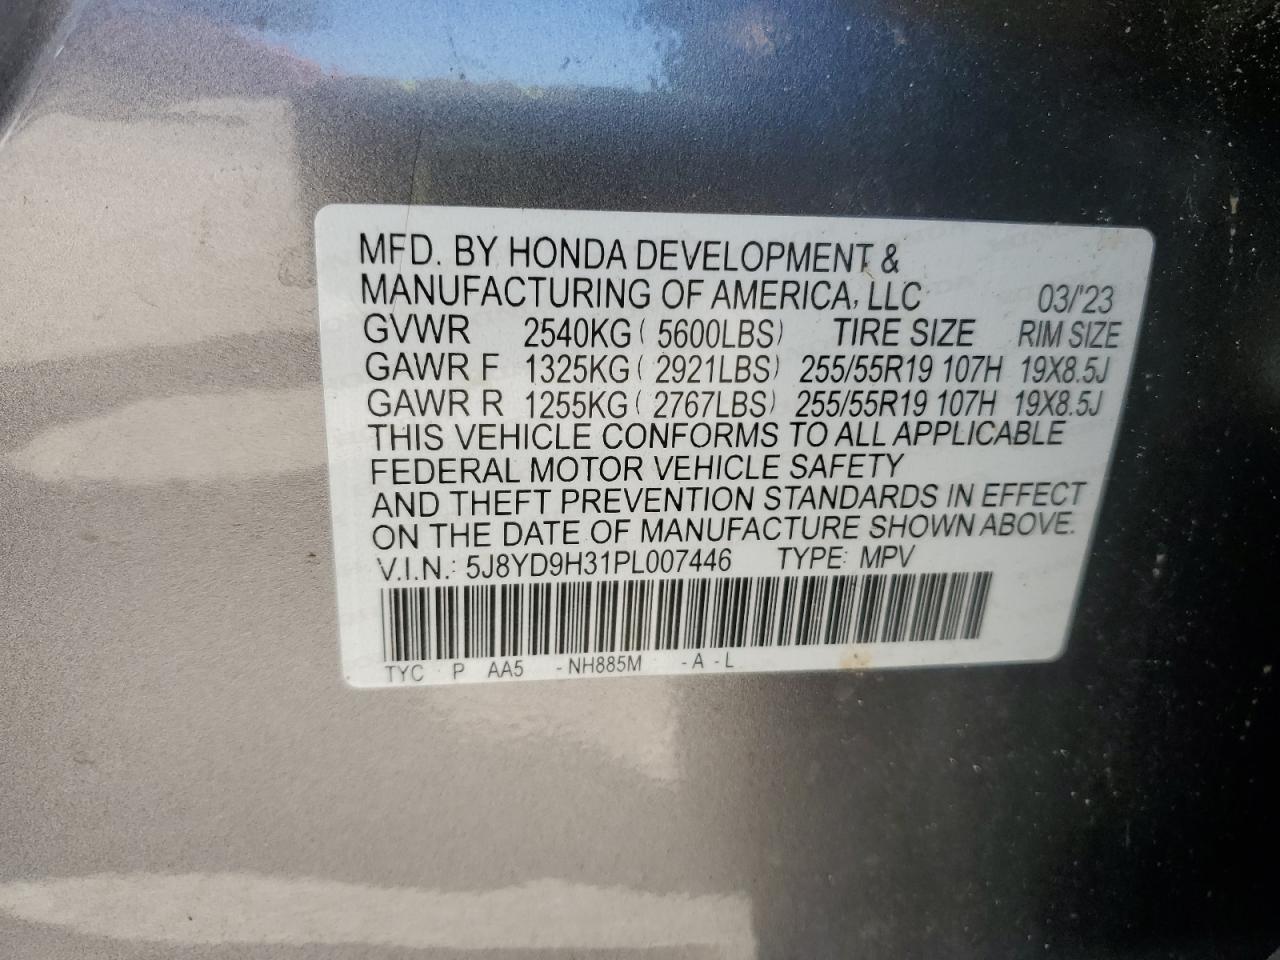 MFD. BY HONDA DEVELOPMENT &
MANUFACTURING OF AMERICA, LLC 03/'23
GVWR 2540KG ( 5600LBS) TIRE SIZE RIM SIZE
GAWR F 1325KG ( 2921LBS) 255/55R19 107H 19X8.5J
GAWR R 1255KG ( 2767LBS) 255/55R19 107H 19X8.5J
THIS VEHICLE CONFORMS TO ALL APPLICABLE
FEDERAL MOTOR VEHICLE SAFETY
AND THEFT PREVENTION STANDARDS IN EFFECT
ON THE DATE OF MANUFACTURE SHOWN ABOVE.
V.I.N.: 5J8YD9H31PL007446 TYPE: MPV
TYC P AA5 -NH885M -A -L